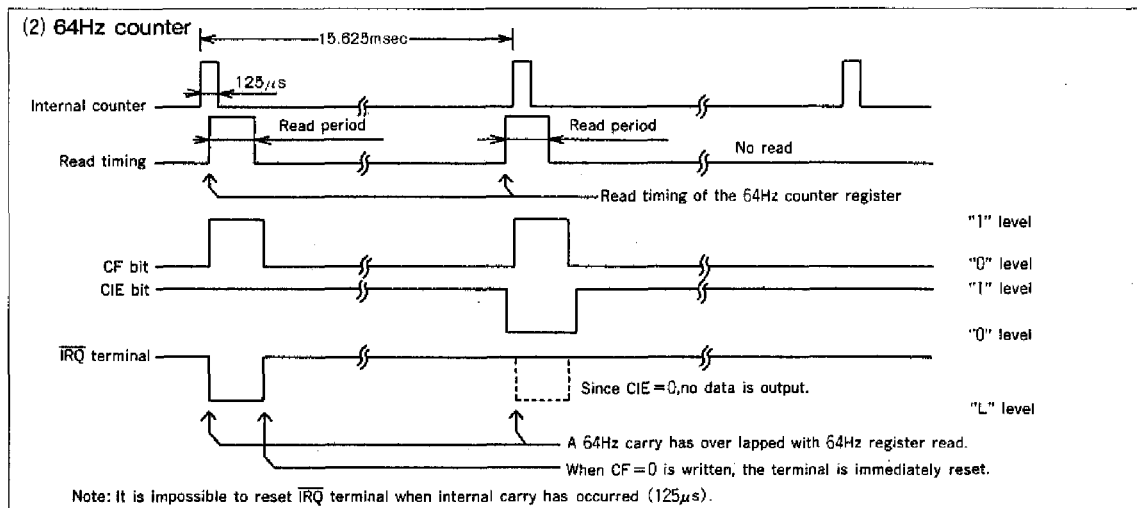 (2) 64Hz counter
15.625msec
125μs
Internal counter
Read period
Read period
Read timing
No read
Read timing of the 64Hz counter register
"1" level
CF bit
"0" level
CIE bit
"1" level
"0" level
IRQ terminal
Since CIE=0,no data is output.
"L" level
A 64Hz carry has over lapped with 64Hz register read.
When CF=0 is written, the terminal is immediately reset.
Note: It is impossible to reset IRQ terminal when internal carry has occurred (125μs).